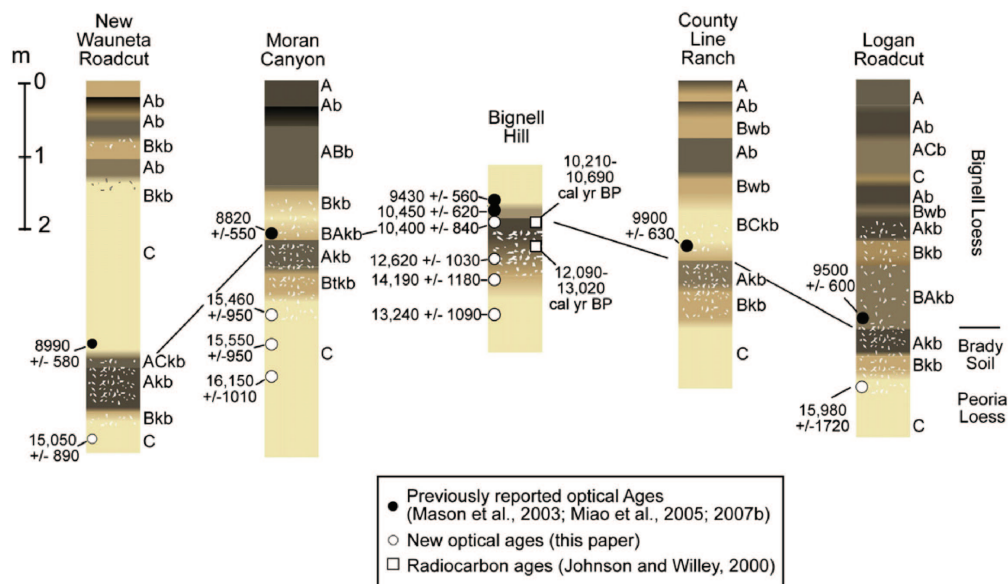 New
Wauneta
Roadcut
m
0
1
2
Ab
Ab
Bkb
Ab
Bkb
C
8990
+/- 580
ACkb
Akb
Bkb
15,050
+/- 890
C
Moran
Canyon
A
Ab
ABb
Bkb
8820
+/-550
BAkb
Akb
Btkb
15,460
+/-950
15,550
+/-950
C
16,150
+/-1010
Bignell
Hill
9430 +/- 560
10,450 +/- 620
10,400 +/- 840
12,620 +/- 1030
14,190 +/- 1180
13,240 +/- 1090
10,210-
10,690
cal yr BP
12,090-
13,020
cal yr BP
County
Line
Ranch
A
Ab
Bwb
Ab
Bwb
9900
+/- 630
BCkb
Akb
Bkb
C
Logan
Roadcut
A
Ab
ACb
C
Ab
Bwb
Akb
Bkb
9500
+/- 600
BAkb
Akb
Bkb
15,980
+/-1720
C
Bignell Loess
Brady
Soil
Peoria
Loess
Previously reported optical Ages
(Mason et al., 2003; Miao et al., 2005; 2007b)
New optical ages (this paper)
Radiocarbon ages (Johnson and Willey, 2000)